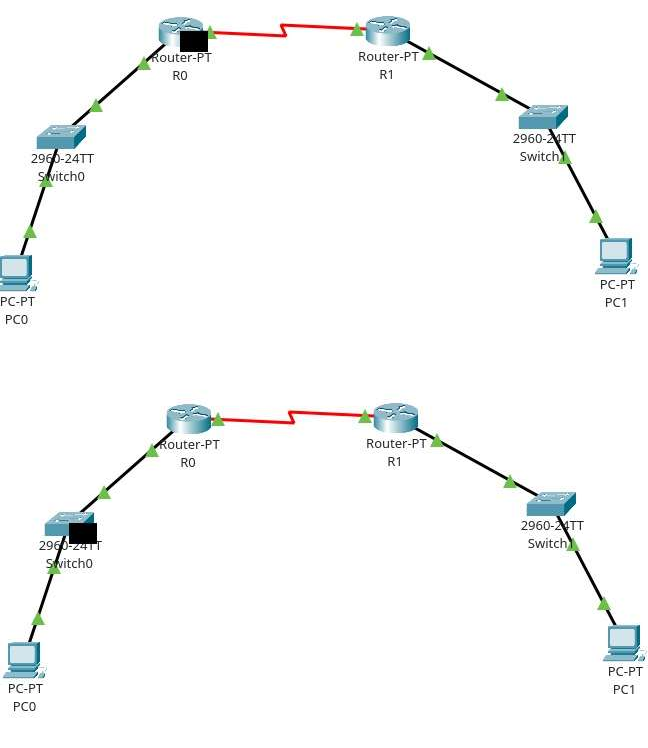 Router-PT
R0
Router-PT
R1
2960-24TT
Switch0
2960-24TT
Switch1
PC-PT
PC0
PC-PT
PC1
Router-PT
R0
Router-PT
R1
2960-24TT
Switch0
2960-24TT
Switch1
PC-PT
PC0
PC-PT
PC1